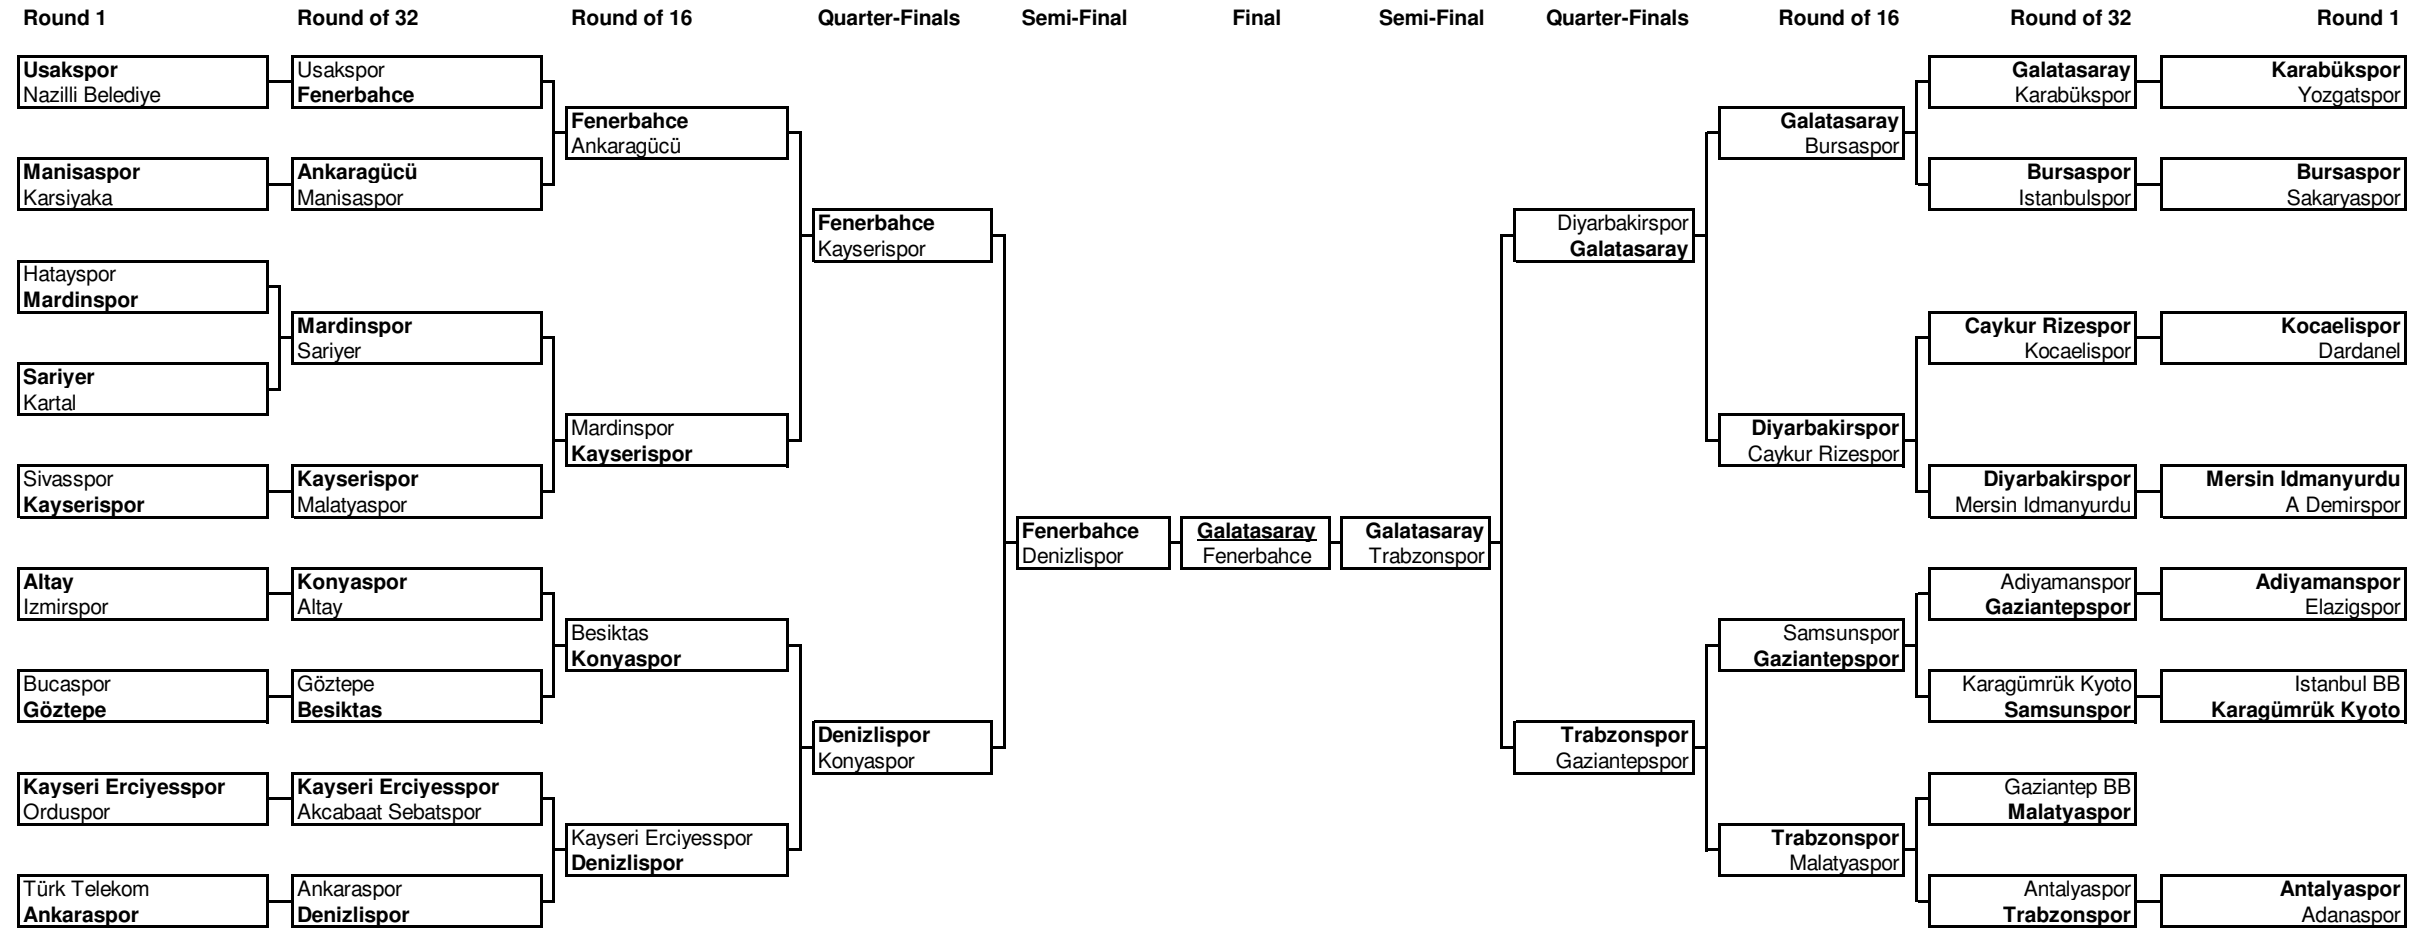 Round 1
Round of 32
Round of 16
Quarter-Finals
Semi-Final
Final
Semi-Final
Quarter-Finals
Round of 16
Round of 32
Round 1
Usakspor
Nazilli Belediye
Manisaspor
Karsiyaka
Hatayspor
Mardinspor
Sariyer
Kartal
Sivasspor
Kayserispor
Altay
Izmirspor
Bucaspor
Göztepe
Kayseri Erciyesspor
Orduspor
Türk Telekom
Ankaraspor
Usakspor
Fenerbahce
Ankaragücü
Manisaspor
Mardinspor
Sariyer
Kayserispor
Malatyaspor
Konyaspor
Altay
Göztepe
Besiktas
Kayseri Erciyesspor
Akcabaat Sebatspor
Ankaraspor
Denizlispor
Fenerbahce
Ankaragücü
Mardinspor
Kayserispor
Besiktas
Konyaspor
Kayseri Erciyesspor
Denizlispor
Fenerbahce
Kayserispor
Denizlispor
Konyaspor
Fenerbahce
Denizlispor
Galatasaray
Fenerbahce
Galatasaray
Trabzonspor
Diyarbakirspor
Galatasaray
Trabzonspor
Gaziantepspor
Galatasaray
Bursaspor
Diyarbakirspor
Caykur Rizespor
Samsunspor
Gaziantepspor
Trabzonspor
Malatyaspor
Galatasaray
Karabükspor
Bursaspor
Istanbulspor
Caykur Rizespor
Kocaelispor
Diyarbakirspor
Mersin Idmanyurdu
Adiyamanspor
Gaziantepspor
Karagümrük Kyoto
Samsunspor
Gaziantep BB
Malatyaspor
Antalyaspor
Trabzonspor
Karabükspor
Yozgatspor
Bursaspor
Sakaryaspor
Kocaelispor
Dardanel
Mersin Idmanyurdu
A Demirspor
Adiyamanspor
Elazigspor
Istanbul BB
Karagümrük Kyoto
Antalyaspor
Adanaspor